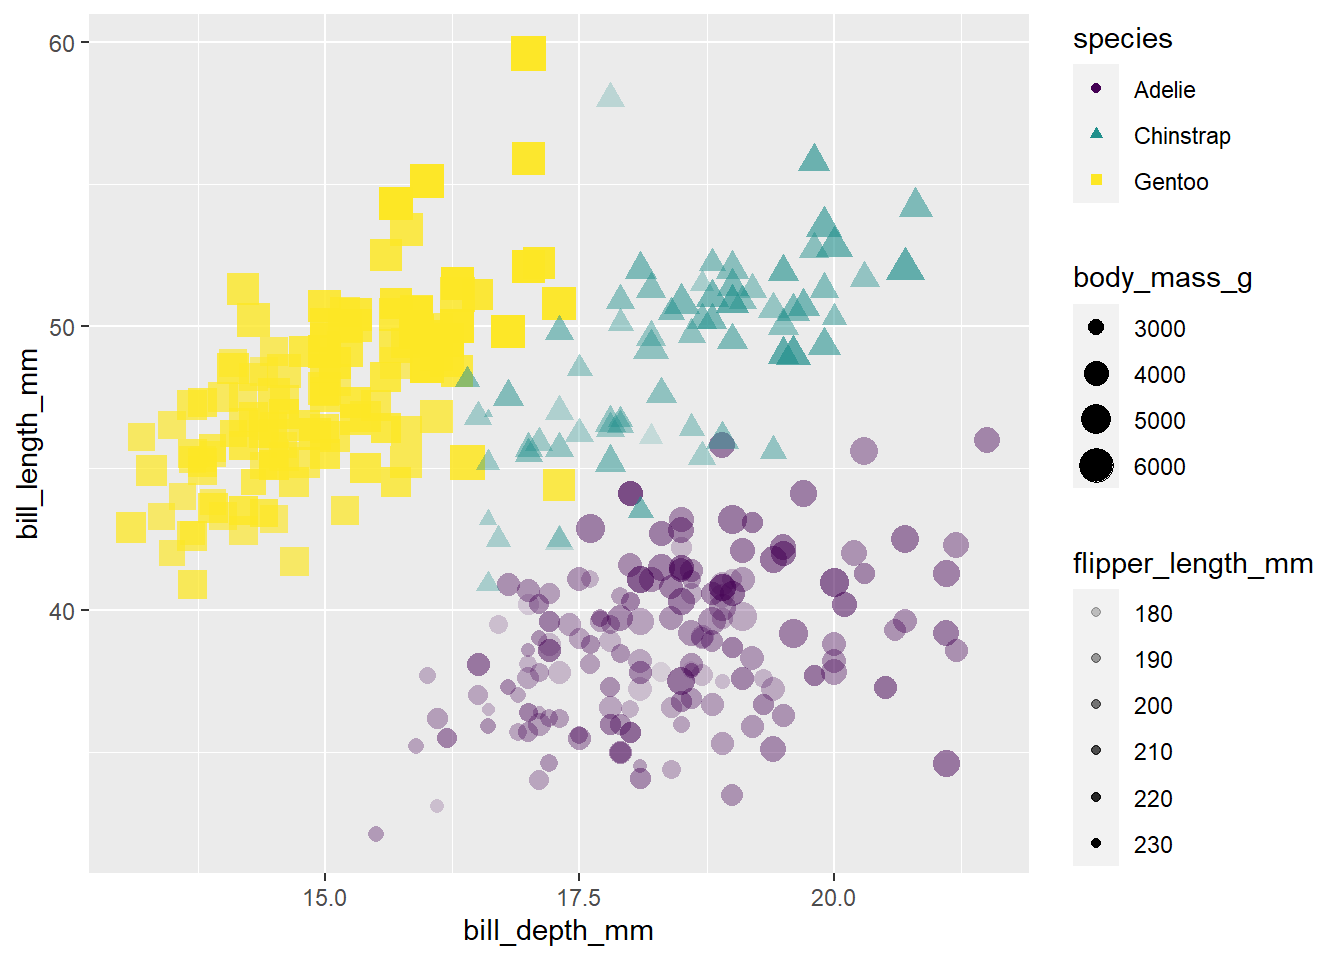 60
50
40
bill_length_mm
15.0
17.5
20.0
bill_depth_mm
species
Adelie
Chinstrap
Gentoo
body_mass_g
3000
4000
5000
6000
flipper_length_mm
180
190
200
210
220
230